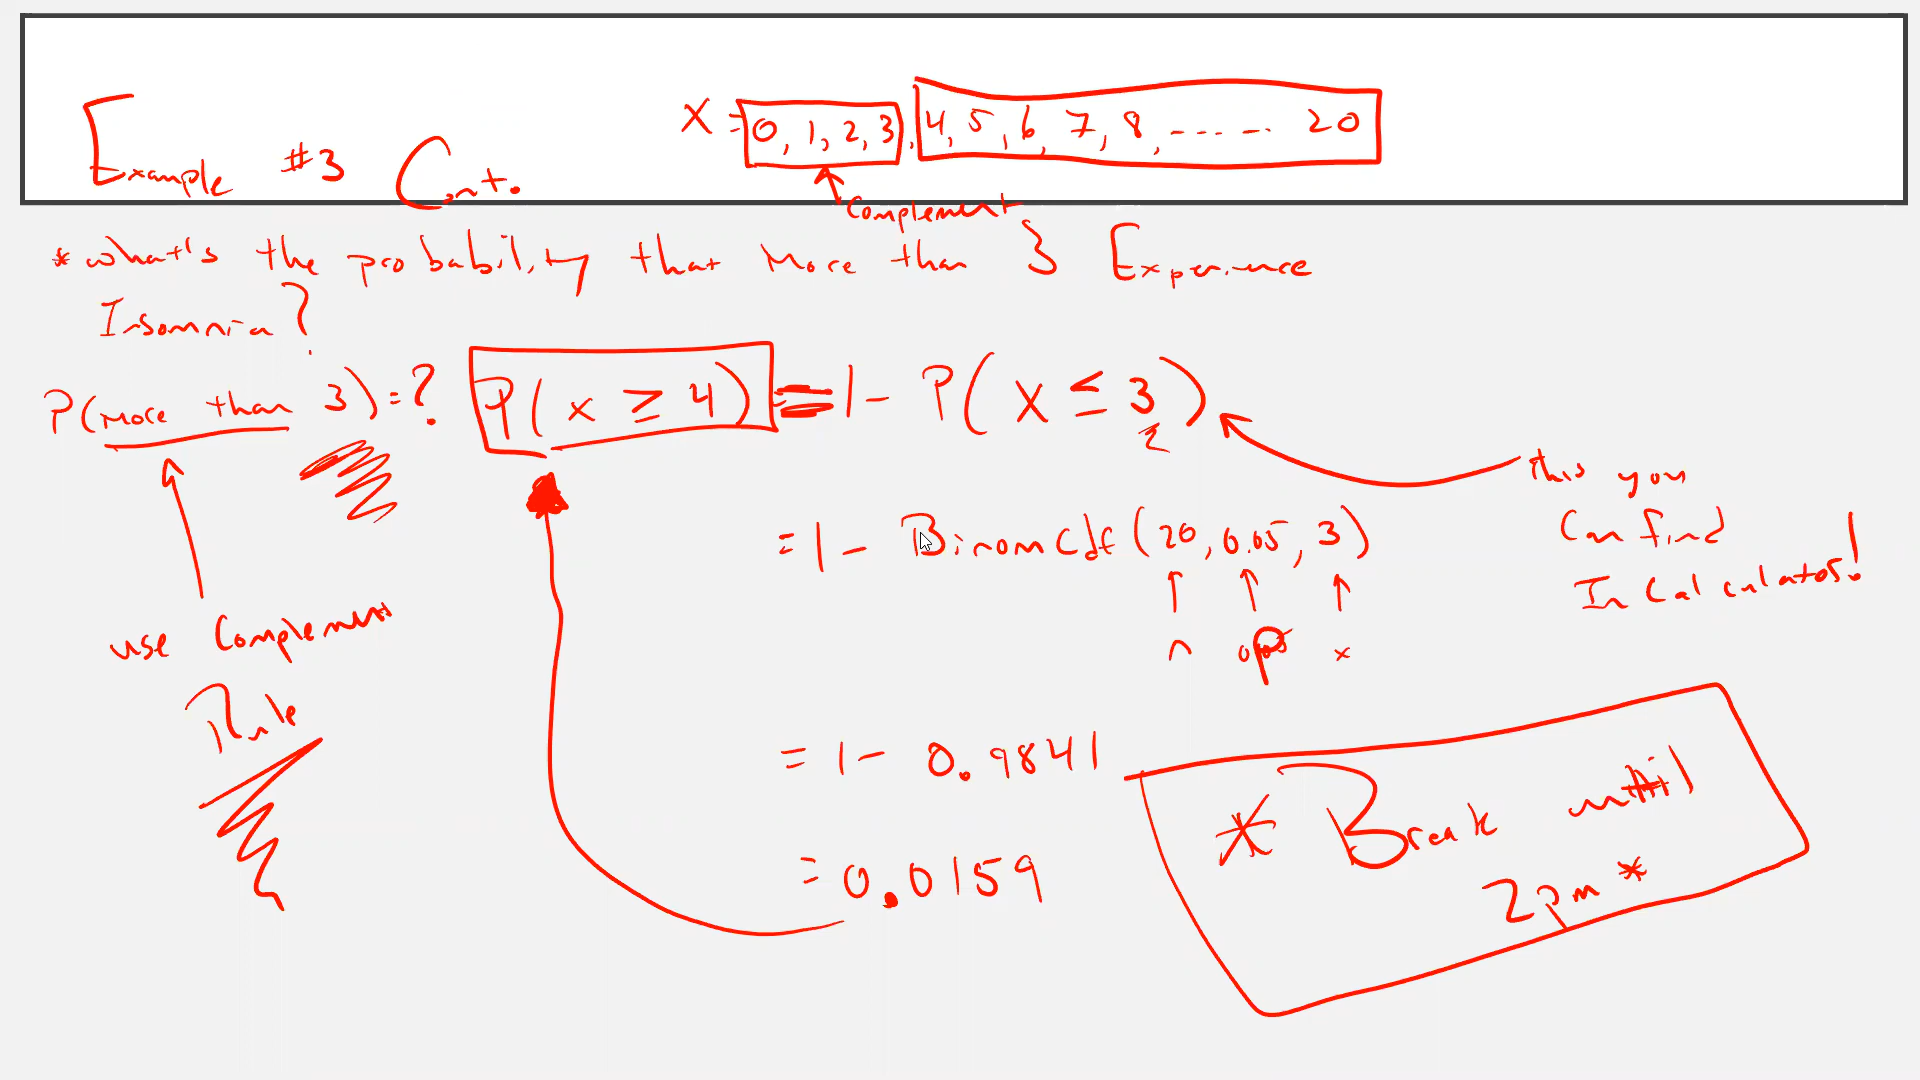 X = 0, 1, 2, 3, 4, 5, 6, 7, 8, ------ 20
Example #3 Cont.
Complement
* what's the probability that More than 3 Experience
Insomnia?
P(More than 3) = ? P(x ≥ 4) = 1 - P(X ≤ 3)
2
this you
Can find
In Calculator!
= 1 - BinomCdf(20, 0.05, 3)
n p x
use Complement
Rule
= 1 - 0.9841
= 0.0159
* Break until
2pm *